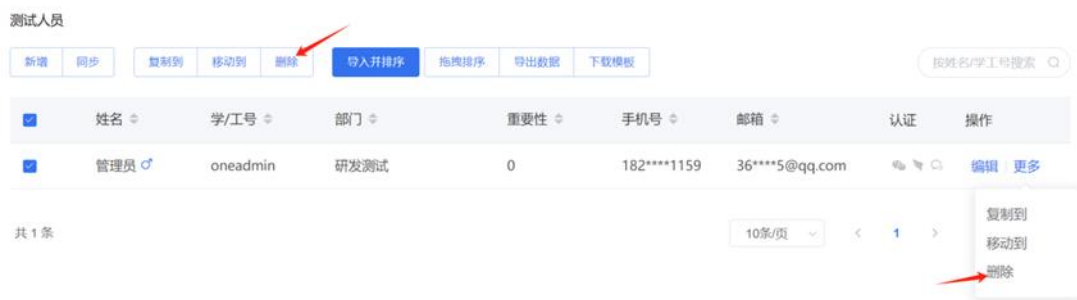 测试人员
新增 同步 复制到 移动到 删除 导入并排序 拖拽排序 导出数据 下载模板 按姓名/学工号搜索
姓名 学/工号 部门 重要性 手机号 邮箱 认证 操作
管理员 oneadmin 研发测试 0 182****1159 36****5@qq.com 编辑 更多
复制到
共 1 条 10条/页 1
移动到
删除